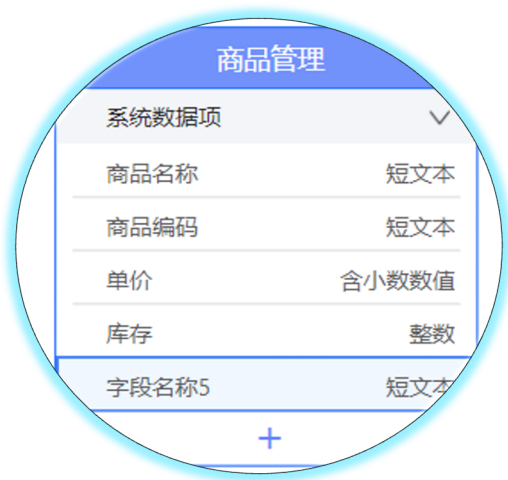 商品管理
系统数据项
商品名称 短文本
商品编码 短文本
单价 含小数数值
库存 整数
字段名称5 短文本
+